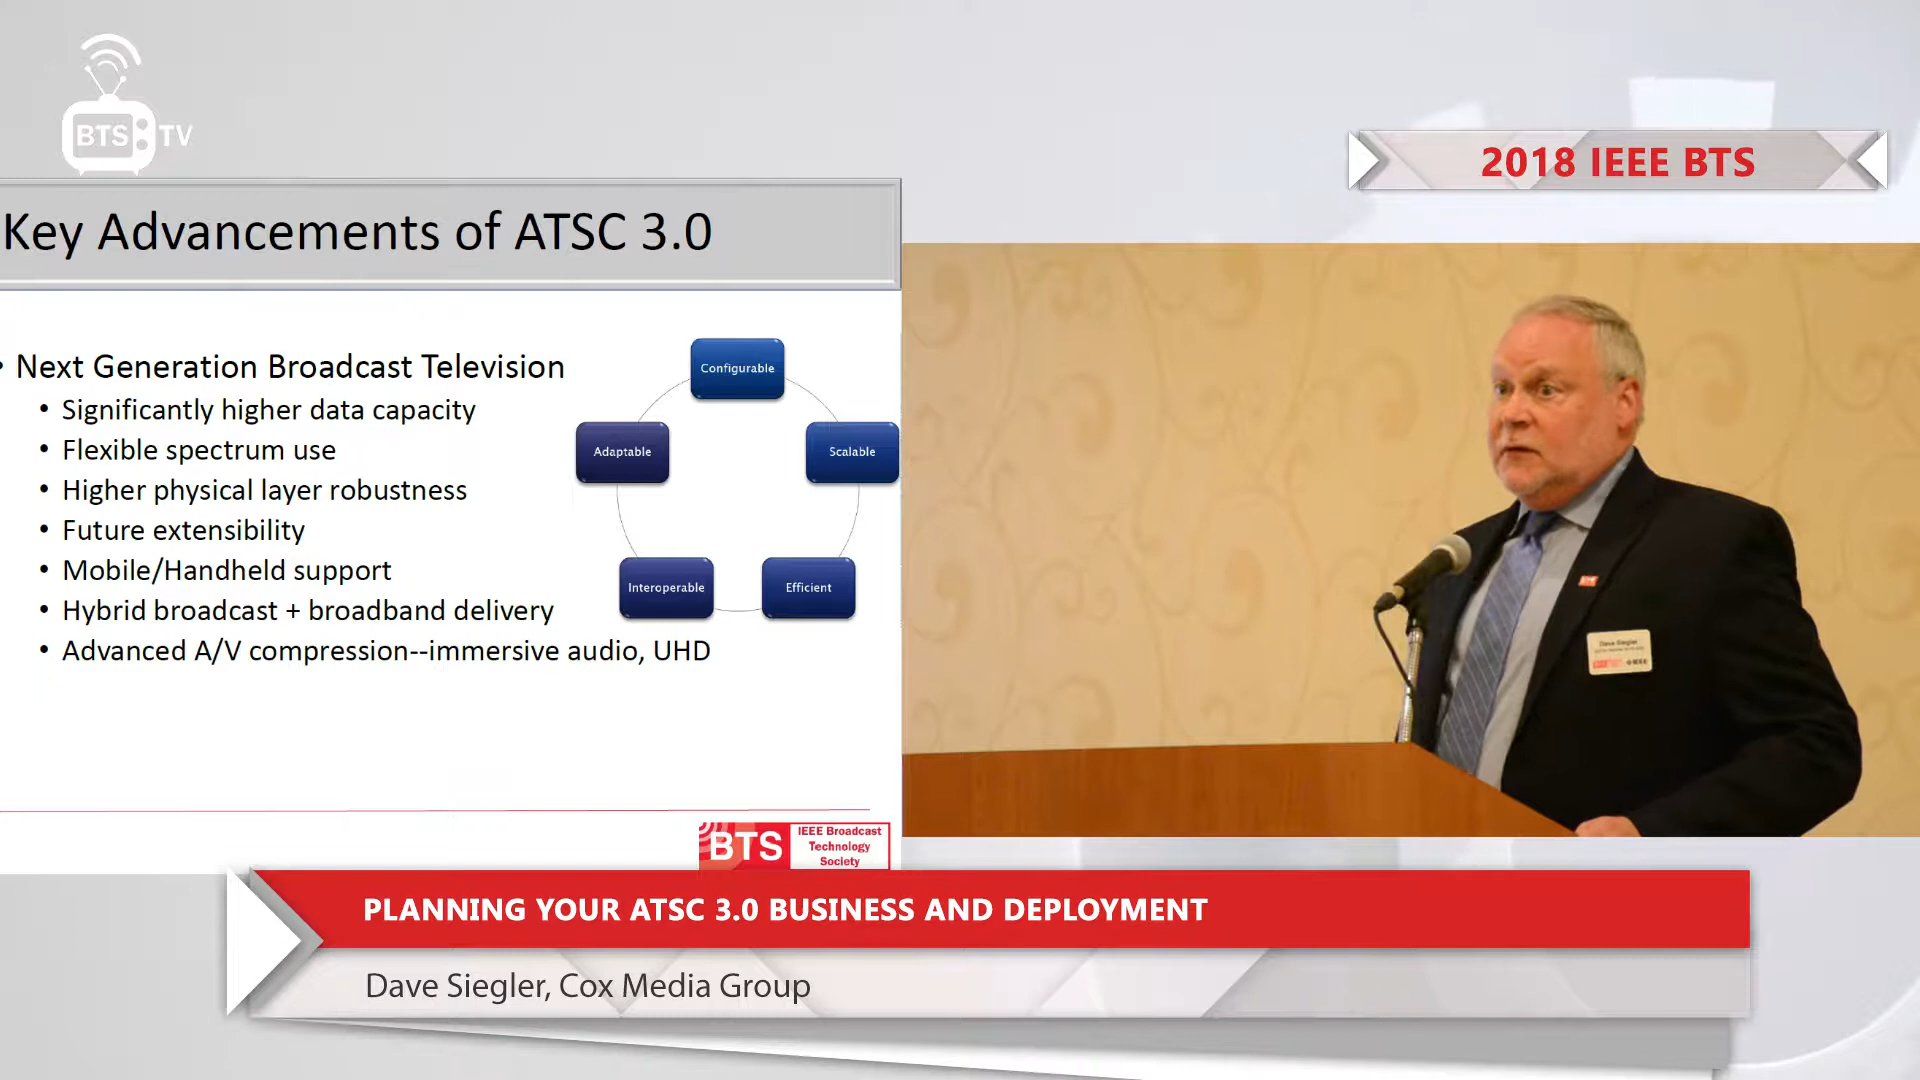 BTS TV
2018 IEEE BTS
Key Advancements of ATSC 3.0
• Next Generation Broadcast Television
• Significantly higher data capacity
• Flexible spectrum use
• Higher physical layer robustness
• Future extensibility
• Mobile/Handheld support
• Hybrid broadcast + broadband delivery
• Advanced A/V compression--immersive audio, UHD
Configurable
Adaptable
Scalable
Interoperable
Efficient
BTS
IEEE Broadcast
Technology
Society
Dave Siegler
IEEE
PLANNING YOUR ATSC 3.0 BUSINESS AND DEPLOYMENT
Dave Siegler, Cox Media Group